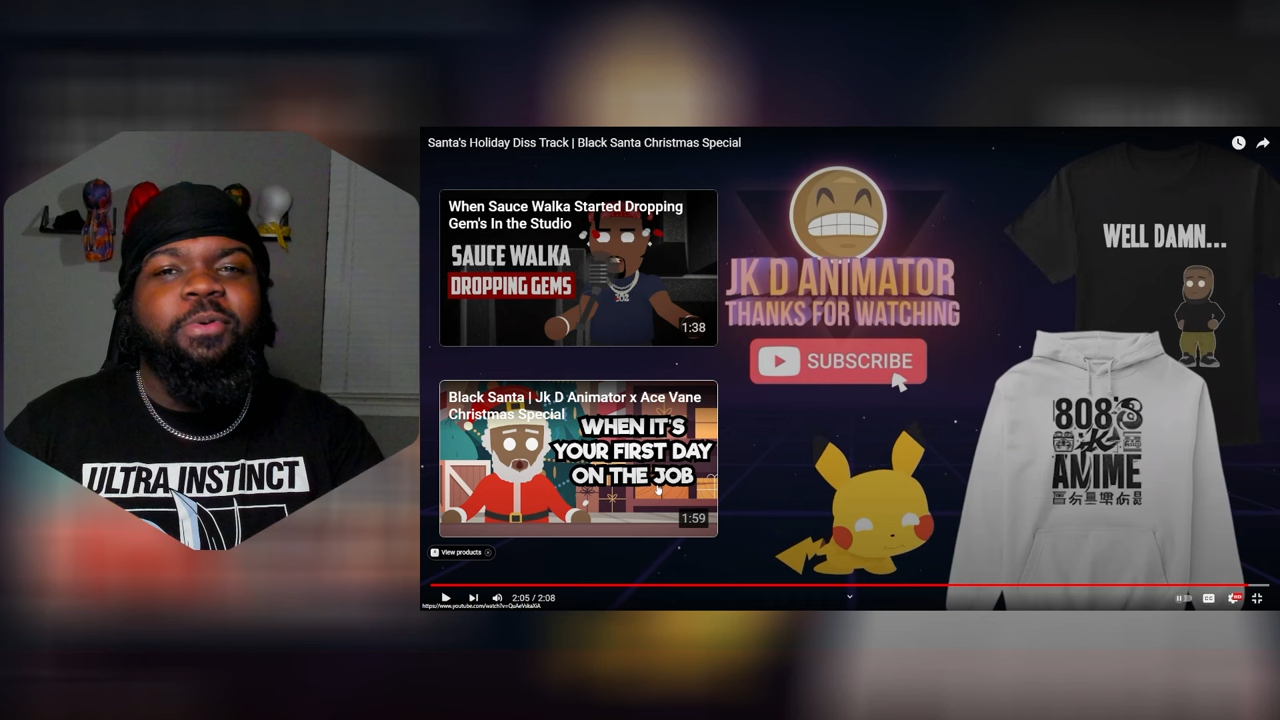 Santa's Holiday Diss Track | Black Santa Christmas Special
When Sauce Walka Started Dropping
Gem's In the Studio
SAUCE WALKA
DROPPING GEMS
1:38
JK D ANIMATOR
THANKS FOR WATCHING
SUBSCRIBE
WELL DAMN...
Black Santa | Jk D Animator x Ace Vane
Christmas Special
WHEN IT'S
YOUR FIRST DAY
ON THE JOB
1:59
808's
JK
ANIME
View products
2:05 / 2:08
CC
HD
ULTRA INSTINCT